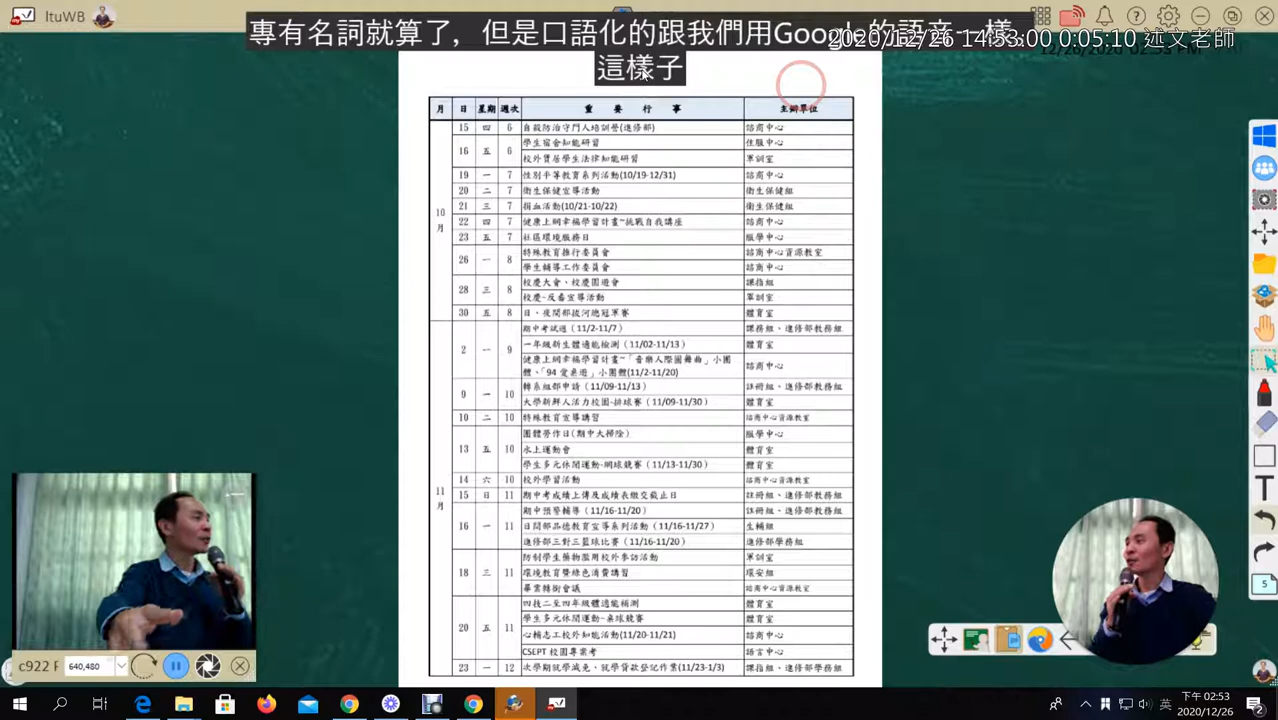 ItuWB
專有名詞就算了，但是口語化的跟我們用Google的語音一樣
這樣子
2020/12/26 14:53:00 0:05:10 述文老師
月 日 星期 週次 重要行事 主辦單位
10月
15 四 6 自殺防治守門人培訓營(進修部) 諮商中心
16 五 6 學生宿舍知能研習 住服中心
校外賃居學生法律知能研習 軍訓室
19 一 7 性別平等教育系列活動(10/19-12/31) 諮商中心
20 二 7 衛生保健宣導活動 衛生保健組
21 三 7 捐血活動(10/21-10/22) 衛生保健組
22 四 7 健康上網幸福學習計畫~挑戰自我講座 諮商中心
23 五 7 社區環境服務日 服學中心
26 一 8 特殊教育推行委員會 諮商中心資源教室
學生輔導工作委員會 諮商中心
28 三 8 校慶大會、校慶園遊會 課指組
校慶-反毒宣導活動 軍訓室
30 五 8 日、夜間部拔河總冠軍賽 體育室
11月
2 一 9 期中考試週（11/2-11/7） 課務組、進修部教務組
一年級新生體適能檢測（11/02-11/13） 體育室
健康上網幸福學習計畫~「音樂人際圓舞曲」小團
體、「94愛桌遊」小團體(11/2-11/20) 諮商中心
9 一 10 轉系組部申請（11/09-11/13） 註冊組、進修部教務組
大學新鮮人活力校園-排球賽（11/09-11/30） 體育室
10 二 10 特殊教育宣導講習 諮商中心資源教室
13 五 10 團體勞作日(期中大掃除) 服學中心
水上運動會 體育室
學生多元休閒運動-網球競賽（11/13-11/30） 體育室
14 六 10 校外學習活動 諮商中心資源教室
15 日 11 期中考成績上傳及成績表繳交截止日 註冊組、進修部教務組
16 一 11 期中預警輔導（11/16-11/20） 註冊組、進修部教務組
日間部品德教育宣導系列活動（11/16-11/27） 生輔組
進修部三對三籃球比賽（11/16-11/20） 進修部學務組
18 三 11 防制學生藥物濫用校外參訪活動 軍訓室
環境教育暨綠色消費講習 環安組
畢業轉銜會議 諮商中心資源教室
20 五 11 四技二至四年級體適能補測 體育室
學生多元休閒運動-桌球競賽 體育室
心輔志工校外知能活動(11/20-11/21) 諮商中心
CSEPT 校園專案考 語言中心
23 一 12 次學期就學減免、就學貸款登記作業(11/23-1/3) 課指組、進修部學務組
c922 640,480
5
英
下午 02:53
2020/12/26
2